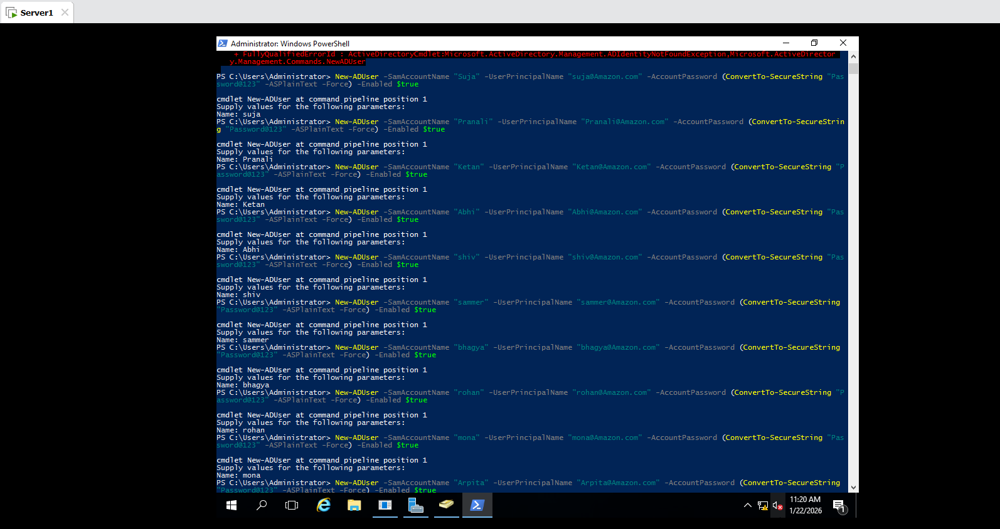 Server1
Administrator: Windows PowerShell
+ FullyQualifiedErrorId : ActiveDirectoryCmdlet:Microsoft.ActiveDirectory.Management.ADIdentityNotFoundException,Microsoft.ActiveDirector
y.Management.Commands.NewADUser
PS C:\Users\Administrator> New-ADUser -SamAccountName "Suja" -UserPrincipalName "suja@Amazon.com" -AccountPassword (ConvertTo-SecureString "Pas
sword@123" -ASPlainText -Force) -Enabled $true
cmdlet New-ADUser at command pipeline position 1
Supply values for the following parameters:
Name: suja
PS C:\Users\Administrator> New-ADUser -SamAccountName "Pranali" -UserPrincipalName "Pranali@Amazon.com" -AccountPassword (ConvertTo-SecureStrin
g "Password@123" -ASPlainText -Force) -Enabled $true
cmdlet New-ADUser at command pipeline position 1
Supply values for the following parameters:
Name: Pranali
PS C:\Users\Administrator> New-ADUser -SamAccountName "Ketan" -UserPrincipalName "Ketan@Amazon.com" -AccountPassword (ConvertTo-SecureString "P
assword@123" -ASPlainText -Force) -Enabled $true
cmdlet New-ADUser at command pipeline position 1
Supply values for the following parameters:
Name: Ketan
PS C:\Users\Administrator> New-ADUser -SamAccountName "Abhi" -UserPrincipalName "Abhi@Amazon.com" -AccountPassword (ConvertTo-SecureString "Pas
sword@123" -ASPlainText -Force) -Enabled $true
cmdlet New-ADUser at command pipeline position 1
Supply values for the following parameters:
Name: Abhi
PS C:\Users\Administrator> New-ADUser -SamAccountName "shiv" -UserPrincipalName "shiv@Amazon.com" -AccountPassword (ConvertTo-SecureString "Pas
sword@123" -ASPlainText -Force) -Enabled $true
cmdlet New-ADUser at command pipeline position 1
Supply values for the following parameters:
Name: shiv
PS C:\Users\Administrator> New-ADUser -SamAccountName "sammer" -UserPrincipalName "sammer@Amazon.com" -AccountPassword (ConvertTo-SecureString
"Password@123" -ASPlainText -Force) -Enabled $true
cmdlet New-ADUser at command pipeline position 1
Supply values for the following parameters:
Name: sammer
PS C:\Users\Administrator> New-ADUser -SamAccountName "bhagya" -UserPrincipalName "bhagya@Amazon.com" -AccountPassword (ConvertTo-SecureString
"Password@123" -ASPlainText -Force) -Enabled $true
cmdlet New-ADUser at command pipeline position 1
Supply values for the following parameters:
Name: bhagya
PS C:\Users\Administrator> New-ADUser -SamAccountName "rohan" -UserPrincipalName "rohan@Amazon.com" -AccountPassword (ConvertTo-SecureString "P
assword@123" -ASPlainText -Force) -Enabled $true
cmdlet New-ADUser at command pipeline position 1
Supply values for the following parameters:
Name: rohan
PS C:\Users\Administrator> New-ADUser -SamAccountName "mona" -UserPrincipalName "mona@Amazon.com" -AccountPassword (ConvertTo-SecureString "Pas
sword@123" -ASPlainText -Force) -Enabled $true
cmdlet New-ADUser at command pipeline position 1
Supply values for the following parameters:
Name: mona
PS C:\Users\Administrator> New-ADUser -SamAccountName "Arpita" -UserPrincipalName "Arpita@Amazon.com" -AccountPassword (ConvertTo-SecureString
"Password@123" -ASPlainText -Force) -Enabled $true
11:20 AM
1/22/2026
1